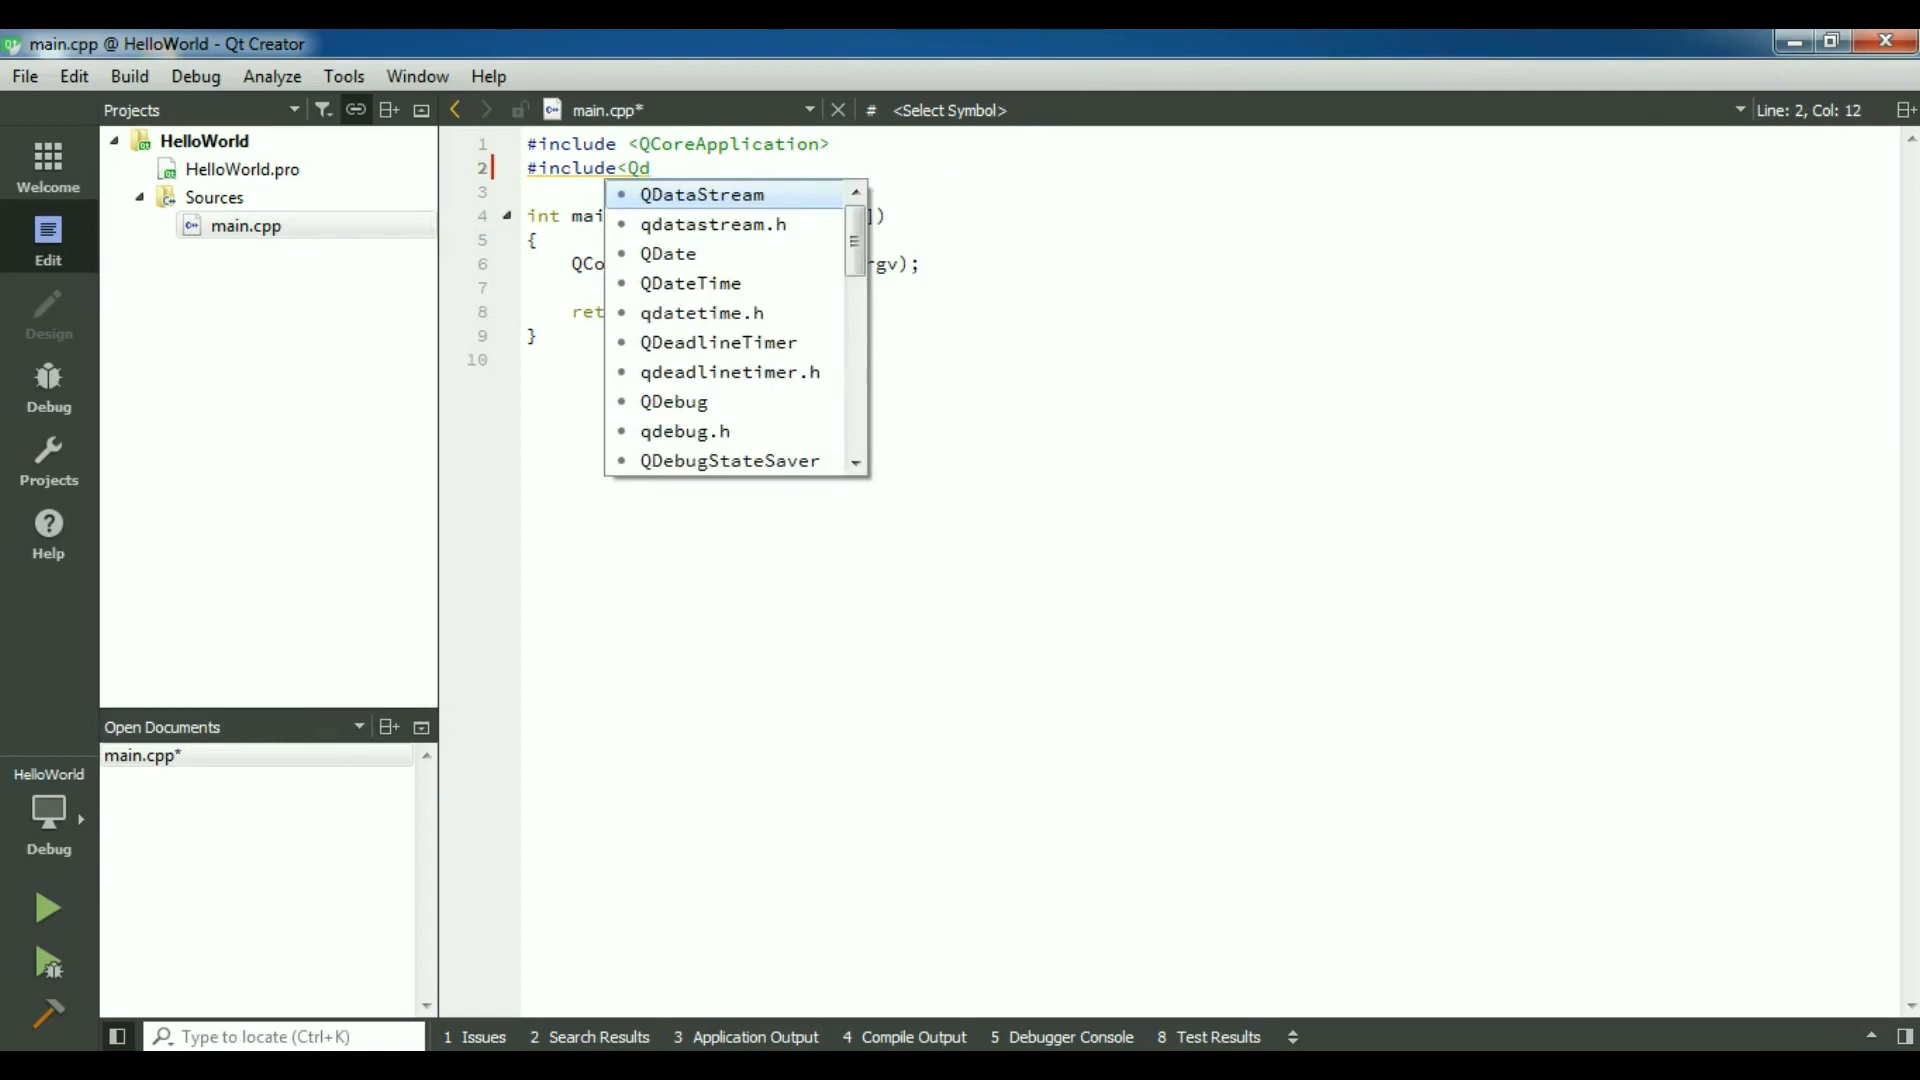 main.cpp @ HelloWorld - Qt Creator
File Edit Build Debug Analyze Tools Window Help
Projects main.cpp* # <Select Symbol> Line: 2, Col: 12
Welcome
Edit
Design
Debug
Projects
Help
HelloWorld
Debug
HelloWorld
HelloWorld.pro
Sources
main.cpp
Open Documents
main.cpp*
1 #include <QCoreApplication>
2 #include<Qd
3
4 int mai ])
5 {
6 QCo rgv);
7
8 ret
9 }
10
QDataStream
qdatastream.h
QDate
QDateTime
qdatetime.h
QDeadlineTimer
qdeadlinetimer.h
QDebug
qdebug.h
QDebugStateSaver
Type to locate (Ctrl+K) 1 Issues 2 Search Results 3 Application Output 4 Compile Output 5 Debugger Console 8 Test Results